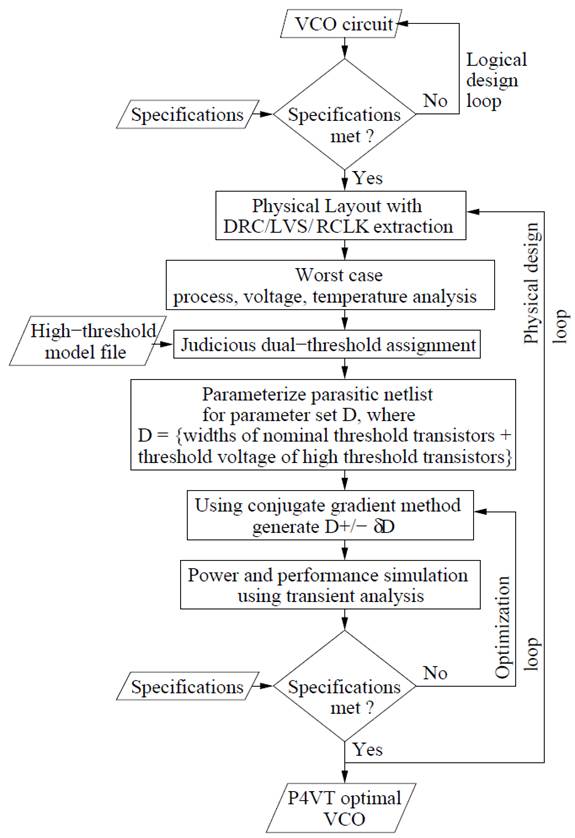 VCO circuit
Logical
design
loop
No
Specifications
Specifications
met ?
Yes
Physical Layout with
DRC/LVS/RCLK extraction
Physical design
loop
Worst case
process, voltage, temperature analysis
High−threshold
model file
Judicious dual−threshold assignment
Parameterize parasitic netlist
for parameter set D, where
D = {widths of nominal threshold transistors +
threshold voltage of high threshold transistors}
Using conjugate gradient method
generate D+/− δD
Power and performance simulation
using transient analysis
Optimization
loop
No
Specifications
Specifications
met ?
Yes
P4VT optimal
VCO